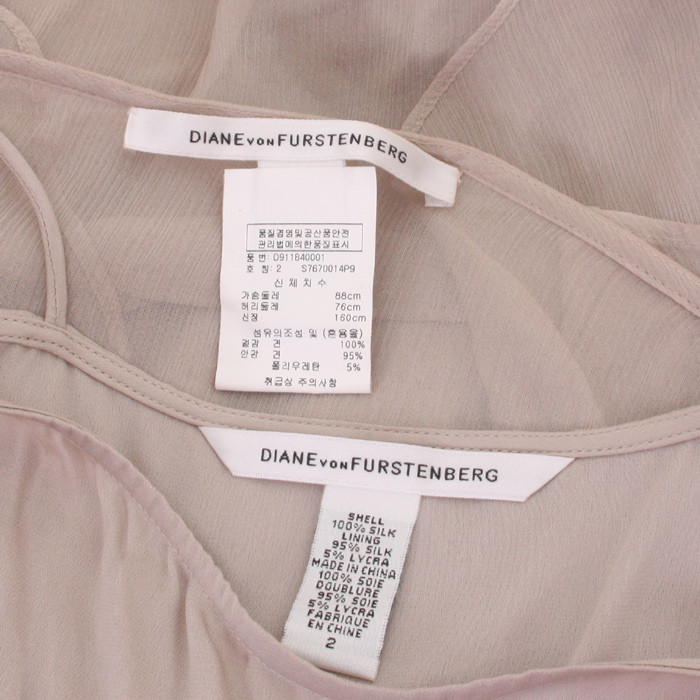 DIANE VON FURSTENBERG
품질경영및공산품안전
관리법에의한품질표시
품 번: D911840001
호 칭: 2 S7670014P9
신 체 치 수
가슴둘레 88cm
허리둘레 76cm
신장 160cm
섬유의조성 및 (혼용율)
겉감 견 100%
안감 견 95%
폴리우레탄 5%
취급상 주의사항
DIANE VON FURSTENBERG
SHELL
100% SILK
LINING
95% SILK
5% LYCRA
MADE IN CHINA
100% SOIE
DOUBLURE
95% SOIE
5% LYCRA
FABRIQUE
EN CHINE
2